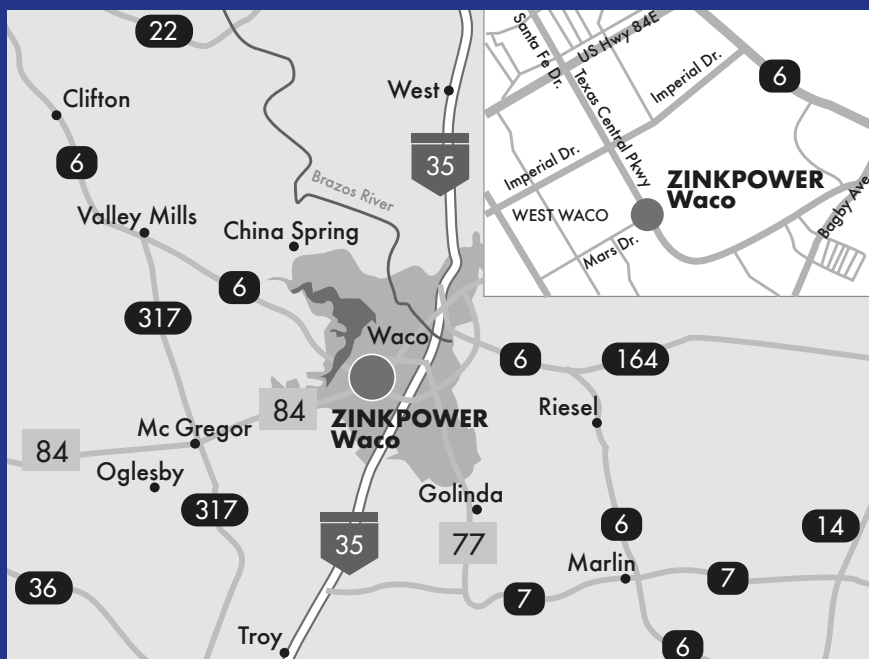 22
Clifton
West
6
35
Brazos River
Valley Mills
China Spring
6
317
Waco
6
164
84
ZINKPOWER
Waco
Riesel
Mc Gregor
84
Oglesby
Golinda
317
6
14
35
77
Marlin
36
7
7
Troy
6
Santa Fe Dr.
US Hwy 84E
Texas Central Pkwy
Imperial Dr.
6
Imperial Dr.
ZINKPOWER
Waco
WEST WACO
Mars Dr.
Bagby Ave